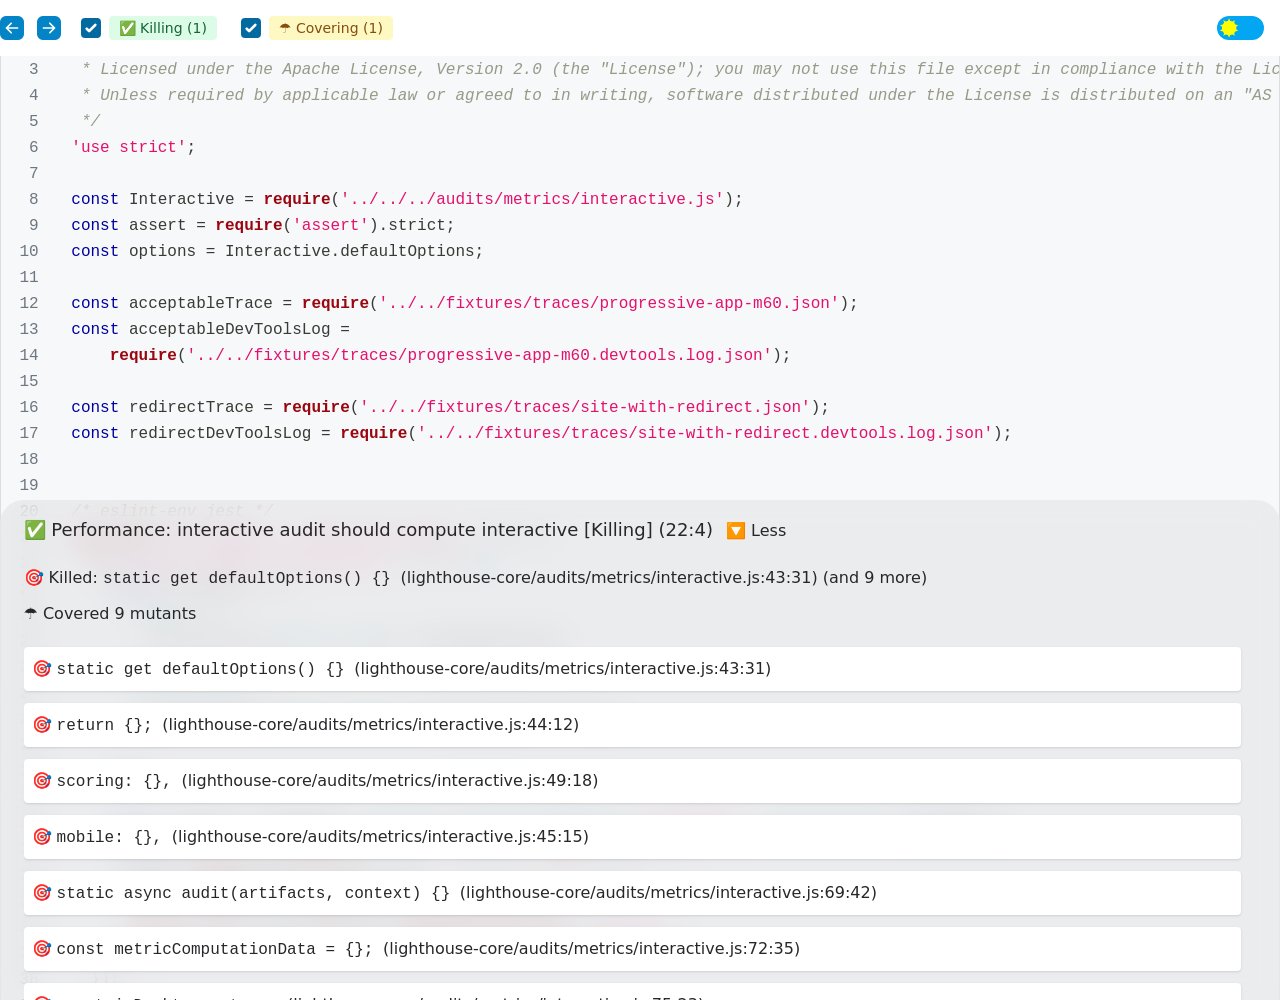 ✅ Killing (1) ☂ Covering (1)
3 * Licensed under the Apache License, Version 2.0 (the "License"); you may not use this file except in compliance with the Lic
4 * Unless required by applicable law or agreed to in writing, software distributed under the License is distributed on an "AS
5 */
6 'use strict';
7
8 const Interactive = require('../../../audits/metrics/interactive.js');
9 const assert = require('assert').strict;
10 const options = Interactive.defaultOptions;
11
12 const acceptableTrace = require('../../fixtures/traces/progressive-app-m60.json');
13 const acceptableDevToolsLog =
14 require('../../fixtures/traces/progressive-app-m60.devtools.log.json');
15
16 const redirectTrace = require('../../fixtures/traces/site-with-redirect.json');
17 const redirectDevToolsLog = require('../../fixtures/traces/site-with-redirect.devtools.log.json');
18
19
20 /* eslint-env jest */
✅ Performance: interactive audit should compute interactive [Killing] (22:4) 🔽 Less
🎯 Killed: static get defaultOptions() {} (lighthouse-core/audits/metrics/interactive.js:43:31) (and 9 more)
☂ Covered 9 mutants
🎯 static get defaultOptions() {} (lighthouse-core/audits/metrics/interactive.js:43:31)
🎯 return {}; (lighthouse-core/audits/metrics/interactive.js:44:12)
🎯 scoring: {}, (lighthouse-core/audits/metrics/interactive.js:49:18)
🎯 mobile: {}, (lighthouse-core/audits/metrics/interactive.js:45:15)
🎯 static async audit(artifacts, context) {} (lighthouse-core/audits/metrics/interactive.js:69:42)
🎯 const metricComputationData = {}; (lighthouse-core/audits/metrics/interactive.js:72:35)